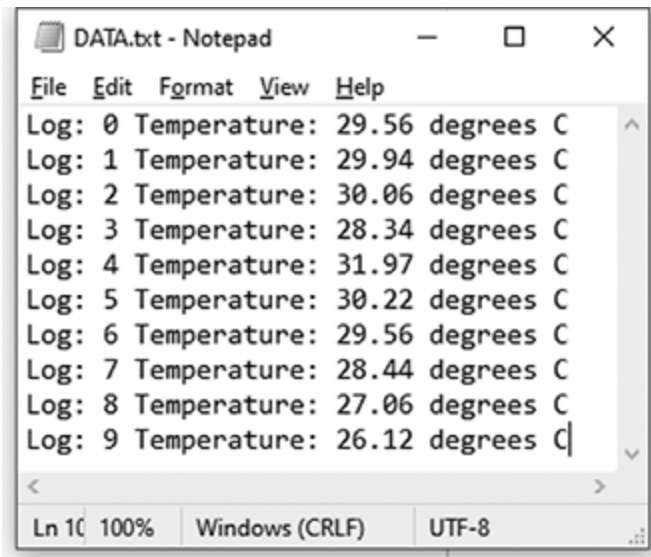 DATA.txt - Notepad
File Edit Format View Help
Log: 0 Temperature: 29.56 degrees C
Log: 1 Temperature: 29.94 degrees C
Log: 2 Temperature: 30.06 degrees C
Log: 3 Temperature: 28.34 degrees C
Log: 4 Temperature: 31.97 degrees C
Log: 5 Temperature: 30.22 degrees C
Log: 6 Temperature: 29.56 degrees C
Log: 7 Temperature: 28.44 degrees C
Log: 8 Temperature: 27.06 degrees C
Log: 9 Temperature: 26.12 degrees C
Ln 10 100% Windows (CRLF) UTF-8